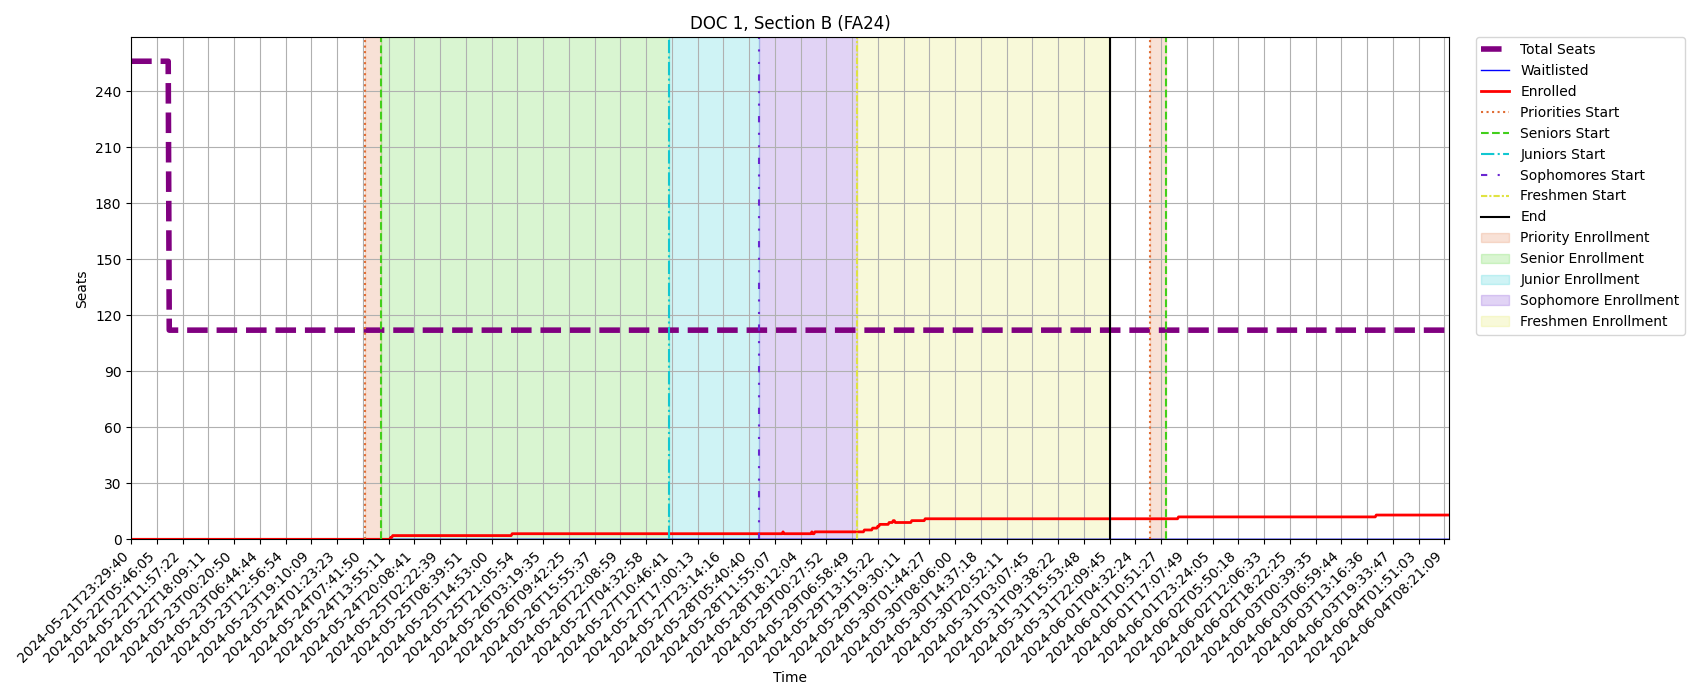 DOC 1, Section B (FA24)
Seats
240
210
180
150
120
90
60
30
0
2024-05-21T23:29:40
2024-05-22T05:46:05
2024-05-22T11:57:22
2024-05-22T18:09:11
2024-05-23T00:20:50
2024-05-23T06:44:44
2024-05-23T12:56:54
2024-05-23T19:10:09
2024-05-24T01:23:23
2024-05-24T07:41:50
2024-05-24T13:55:11
2024-05-24T20:08:41
2024-05-25T02:22:39
2024-05-25T08:39:51
2024-05-25T14:53:00
2024-05-25T21:05:54
2024-05-26T03:19:35
2024-05-26T09:42:25
2024-05-26T15:55:37
2024-05-26T22:08:59
2024-05-27T04:32:58
2024-05-27T10:46:41
2024-05-27T17:00:13
2024-05-27T23:14:16
2024-05-28T05:40:40
2024-05-28T11:55:07
2024-05-28T18:12:04
2024-05-29T00:27:52
2024-05-29T06:58:49
2024-05-29T13:15:22
2024-05-29T19:30:11
2024-05-30T01:44:27
2024-05-30T08:06:00
2024-05-30T14:37:18
2024-05-30T20:52:11
2024-05-31T03:07:45
2024-05-31T09:38:22
2024-05-31T15:53:48
2024-05-31T22:09:45
2024-06-01T04:32:24
2024-06-01T10:51:27
2024-06-01T17:07:49
2024-06-01T23:24:05
2024-06-02T05:50:18
2024-06-02T12:06:33
2024-06-02T18:22:25
2024-06-03T00:39:35
2024-06-03T06:59:44
2024-06-03T13:16:36
2024-06-03T19:33:47
2024-06-04T01:51:03
2024-06-04T08:21:09
Time
Total Seats
Waitlisted
Enrolled
Priorities Start
Seniors Start
Juniors Start
Sophomores Start
Freshmen Start
End
Priority Enrollment
Senior Enrollment
Junior Enrollment
Sophomore Enrollment
Freshmen Enrollment